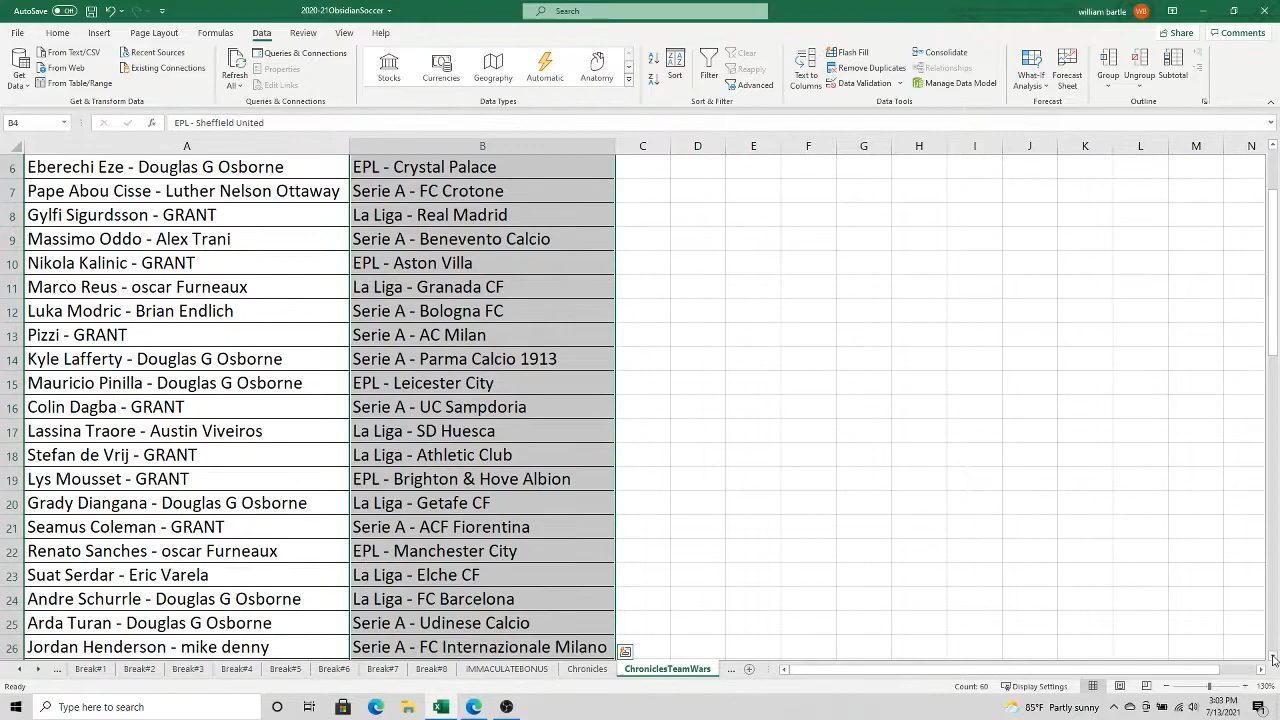 AutoSave Off 2020-21ObsidianSoccer Search william bartle WB
File Home Insert Page Layout Formulas Data Review View Help Share Comments
Get Data From Text/CSV Recent Sources
From Web Existing Connections
From Table/Range
Get & Transform Data
Refresh All Queries & Connections
Properties
Edit Links
Queries & Connections
Stocks Currencies Geography Automatic Anatomy
Data Types
Sort Filter Clear
Reapply
Advanced
Sort & Filter
Text to Columns Flash Fill Consolidate
Remove Duplicates Relationships
Data Validation Manage Data Model
Data Tools
What-If Analysis Forecast Sheet
Forecast
Group Ungroup Subtotal
Outline
B4 fx EPL - Sheffield United
A B C D E F G H I J K L M N
6 Eberechi Eze - Douglas G Osborne EPL - Crystal Palace
7 Pape Abou Cisse - Luther Nelson Ottaway Serie A - FC Crotone
8 Gylfi Sigurdsson - GRANT La Liga - Real Madrid
9 Massimo Oddo - Alex Trani Serie A - Benevento Calcio
10 Nikola Kalinic - GRANT EPL - Aston Villa
11 Marco Reus - oscar Furneaux La Liga - Granada CF
12 Luka Modric - Brian Endlich Serie A - Bologna FC
13 Pizzi - GRANT Serie A - AC Milan
14 Kyle Lafferty - Douglas G Osborne Serie A - Parma Calcio 1913
15 Mauricio Pinilla - Douglas G Osborne EPL - Leicester City
16 Colin Dagba - GRANT Serie A - UC Sampdoria
17 Lassina Traore - Austin Viveiros La Liga - SD Huesca
18 Stefan de Vrij - GRANT La Liga - Athletic Club
19 Lys Mousset - GRANT EPL - Brighton & Hove Albion
20 Grady Diangana - Douglas G Osborne La Liga - Getafe CF
21 Seamus Coleman - GRANT Serie A - ACF Fiorentina
22 Renato Sanches - oscar Furneaux EPL - Manchester City
23 Suat Serdar - Eric Varela La Liga - Elche CF
24 Andre Schurrle - Douglas G Osborne La Liga - FC Barcelona
25 Arda Turan - Douglas G Osborne Serie A - Udinese Calcio
26 Jordan Henderson - mike denny Serie A - FC Internazionale Milano
... Break#1 Break#2 Break#3 Break#4 Break#5 Break#6 Break#7 Break#8 IMMACULATEBONUS Chronicles ChroniclesTeamWars ...
Ready Count: 60 Display Settings 130%
Type here to search 85°F Partly sunny 3:03 PM
7/13/2021